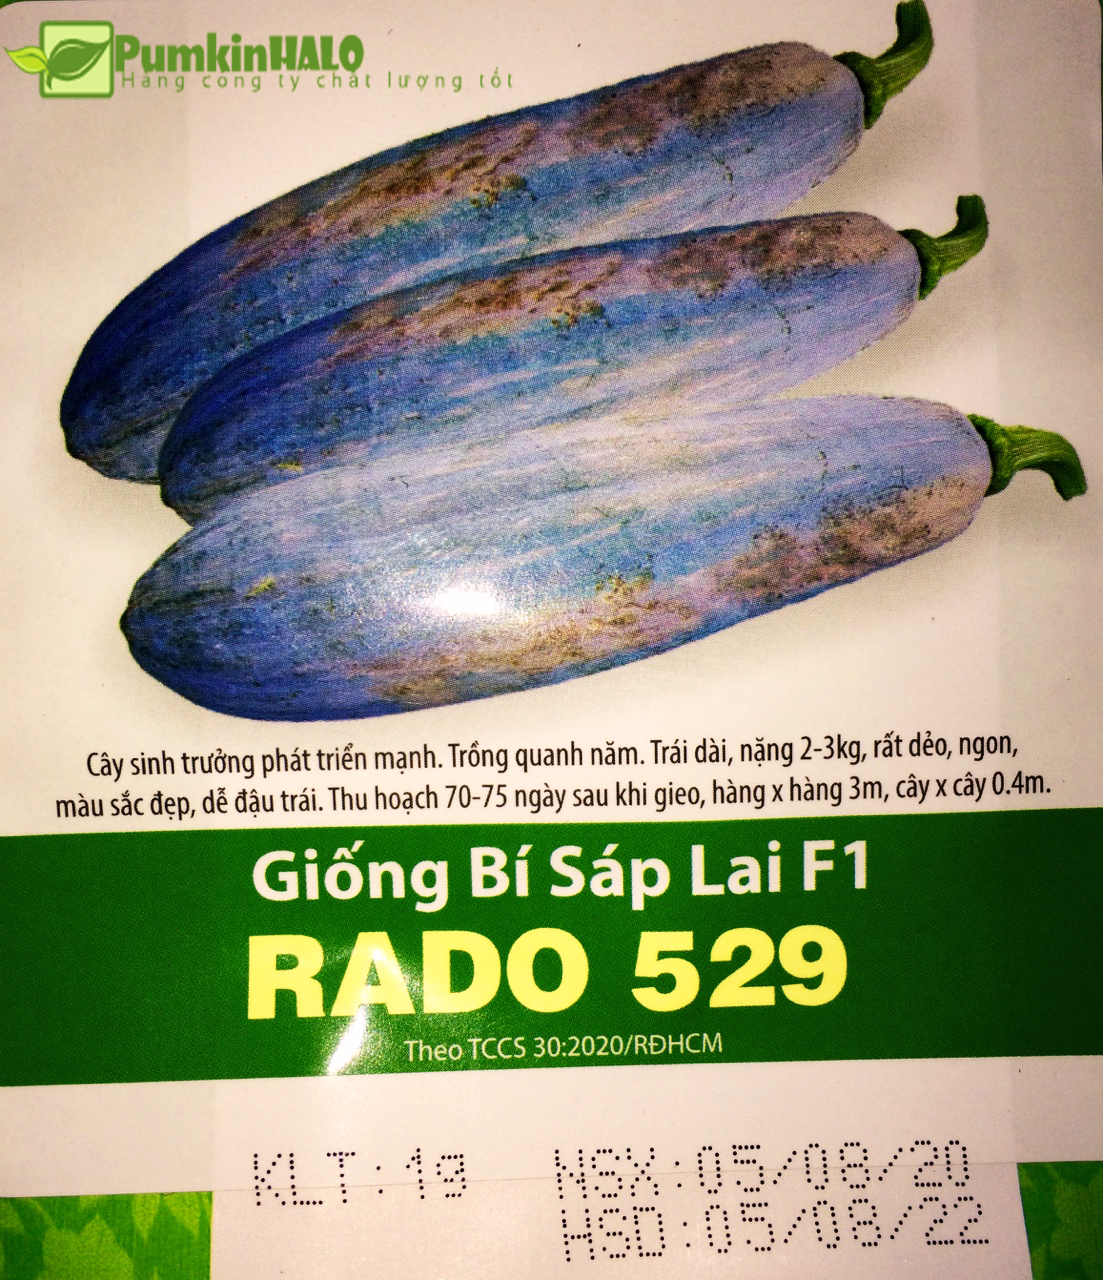 PumkinHALO
Hàng công ty chất lượng tốt
Cây sinh trưởng phát triển mạnh. Trồng quanh năm. Trái dài, nặng 2-3kg, rất dẻo, ngon,
màu sắc đẹp, dễ đậu trái. Thu hoạch 70-75 ngày sau khi gieo, hàng x hàng 3m, cây x cây 0.4m.
Giống Bí Sáp Lai F1
RADO 529
Theo TCCS 30:2020/RĐHCM
KLT: 1g NSX:05/08/20
HSD:05/08/22